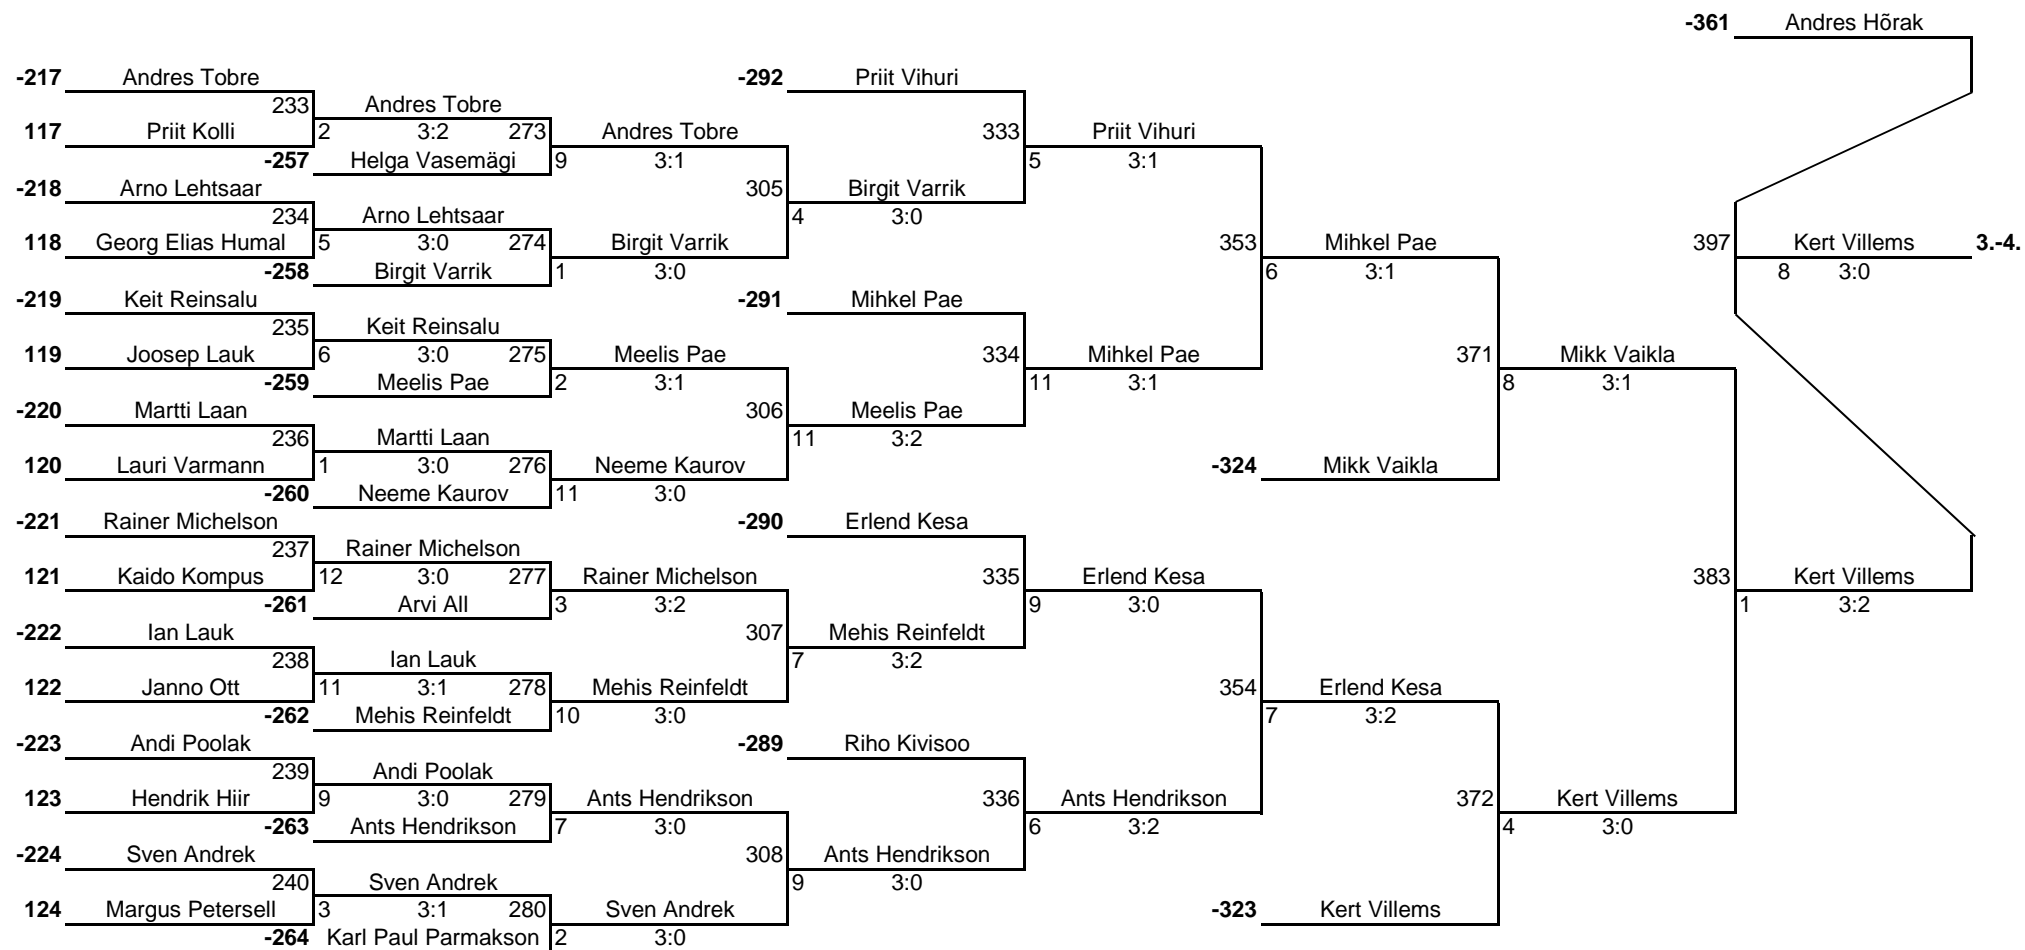 -361 Andres Hõrak
-217 Andres Tobre -292 Priit Vihuri
233 Andres Tobre
117 Priit Kolli 2 3:2 273 Andres Tobre 333 Priit Vihuri
-257 Helga Vasemägi 9 3:1 5 3:1
-218 Arno Lehtsaar 305 Birgit Varrik
234 Arno Lehtsaar 4 3:0
118 Georg Elias Humal 5 3:0 274 Birgit Varrik 353 Mihkel Pae 397 Kert Villems 3.-4.
-258 Birgit Varrik 1 3:0 6 3:1 8 3:0
-219 Keit Reinsalu -291 Mihkel Pae
235 Keit Reinsalu
119 Joosep Lauk 6 3:0 275 Meelis Pae 334 Mihkel Pae 371 Mikk Vaikla
-259 Meelis Pae 2 3:1 11 3:1 8 3:1
-220 Martti Laan 306 Meelis Pae
236 Martti Laan 11 3:2
120 Lauri Varmann 1 3:0 276 Neeme Kaurov -324 Mikk Vaikla
-260 Neeme Kaurov 11 3:0
-221 Rainer Michelson -290 Erlend Kesa
237 Rainer Michelson
121 Kaido Kompus 12 3:0 277 Rainer Michelson 335 Erlend Kesa 383 Kert Villems
-261 Arvi All 3 3:2 9 3:0 1 3:2
-222 Ian Lauk 307 Mehis Reinfeldt
238 Ian Lauk 7 3:2
122 Janno Ott 11 3:1 278 Mehis Reinfeldt 354 Erlend Kesa
-262 Mehis Reinfeldt 10 3:0 7 3:2
-223 Andi Poolak -289 Riho Kivisoo
239 Andi Poolak
123 Hendrik Hiir 9 3:0 279 Ants Hendrikson 336 Ants Hendrikson 372 Kert Villems
-263 Ants Hendrikson 7 3:0 6 3:2 4 3:0
-224 Sven Andrek 308 Ants Hendrikson
240 Sven Andrek 9 3:0
124 Margus Petersell 3 3:1 280 Sven Andrek -323 Kert Villems
-264 Karl Paul Parmakson 2 3:0